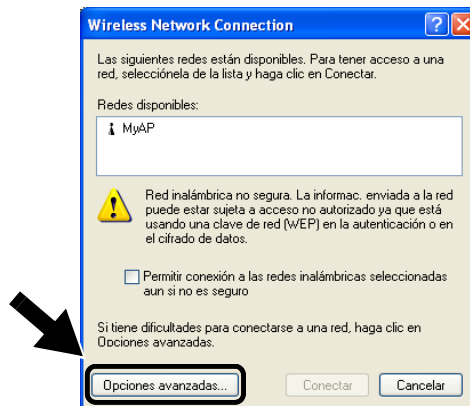 Wireless Network Connection
Las siguientes redes están disponibles. Para tener acceso a una
red, selecciónela de la lista y haga clic en Conectar.
Redes disponibles:
MyAP
Red inalámbrica no segura. La informac. enviada a la red
puede estar sujeta a acceso no autorizado ya que está
usando una clave de red (WEP) en la autenticación o en
el cifrado de datos.
Permitir conexión a las redes inalámbricas seleccionadas
aun si no es seguro
Si tiene dificultades para conectarse a una red, haga clic en
Opciones avanzadas.
Opciones avanzadas...
Conectar
Cancelar